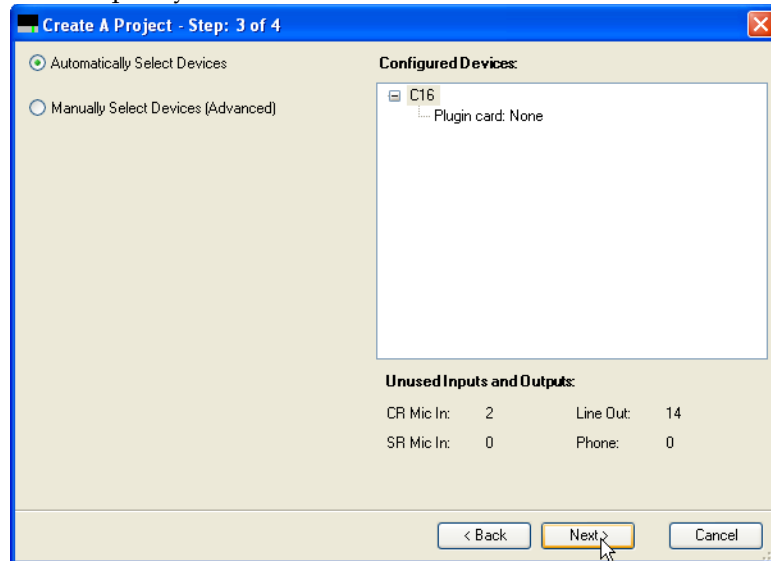 Create A Project - Step: 3 of 4
Automatically Select Devices
Manually Select Devices (Advanced)
Configured Devices:
C16
Plugin card: None
Unused Inputs and Outputs:
CR Mic In: 2 Line Out: 14
SR Mic In: 0 Phone: 0
< Back Next > Cancel